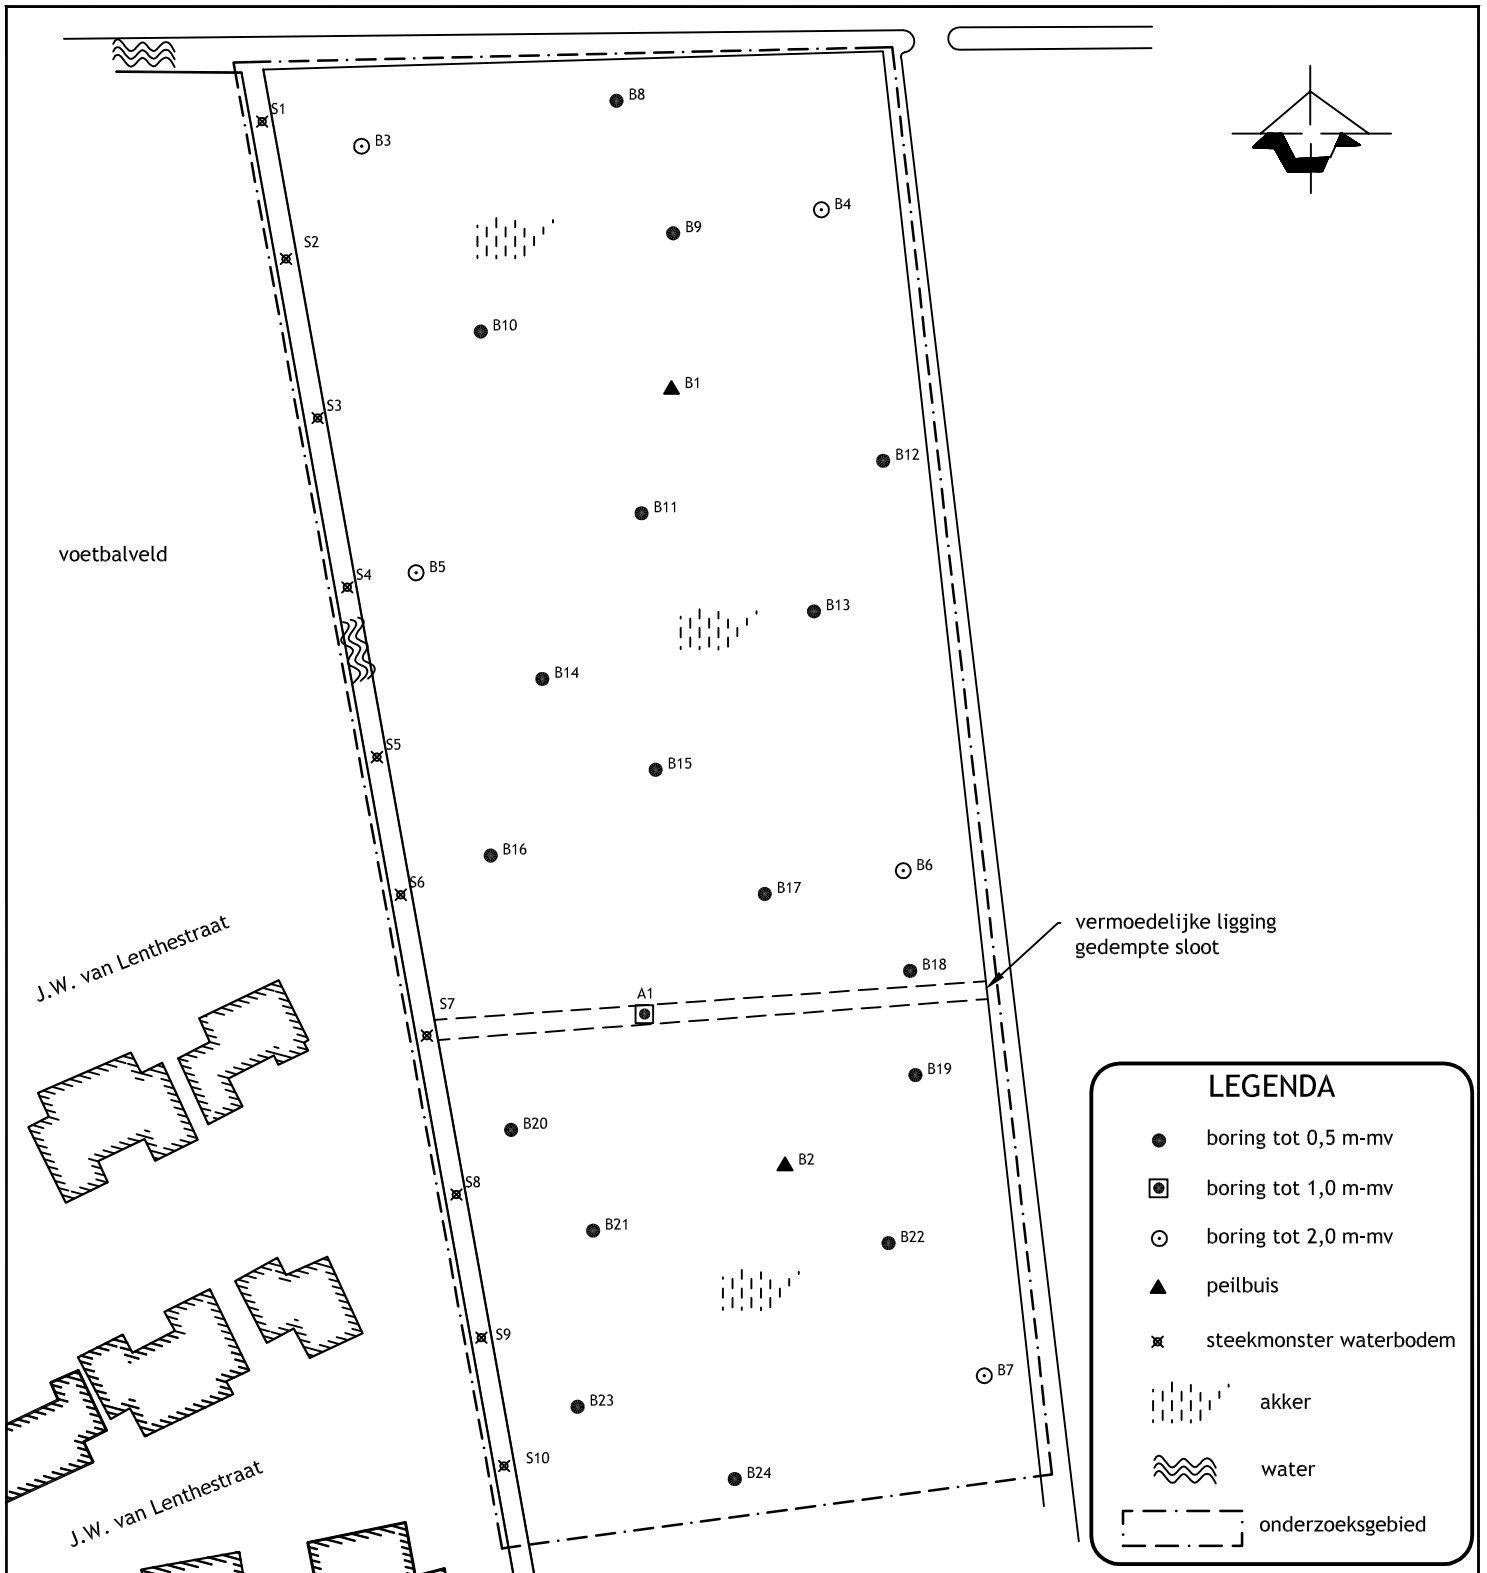 S1
B8
B3
B4
S2
B9
B10
B1
S3
B12
B11
voetbalveld
S4
B5
B13
B14
S5
B15
B16
S6
B17
B6
vermoedelijke ligging
gedempte sloot
J.W. van Lenthestraat
B18
S7
A1
B19
B20
B2
S8
B21
B22
S9
B7
B23
S10
B24
J.W. van Lenthestraat
LEGENDA
boring tot 0,5 m-mv
boring tot 1,0 m-mv
boring tot 2,0 m-mv
peilbuis
steekmonster waterbodem
akker
water
onderzoeksgebied